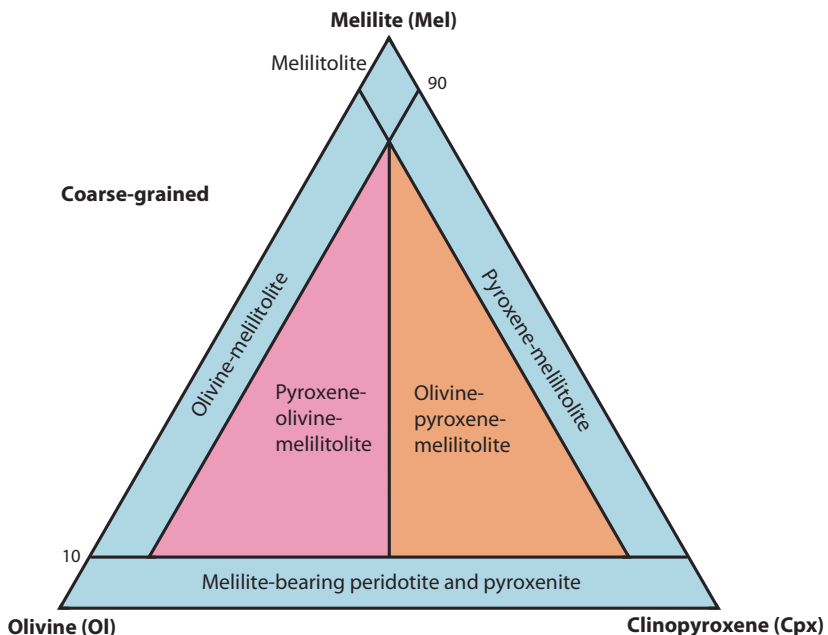 Melilite (Mel)
Melilitolite
90
Coarse-grained
Olivine-melilitolite
Pyroxene-melilitolite
Pyroxene-
olivine-
melilitolite
Olivine-
pyroxene-
melilitolite
10
Melilite-bearing peridotite and pyroxenite
Olivine (Ol)
Clinopyroxene (Cpx)